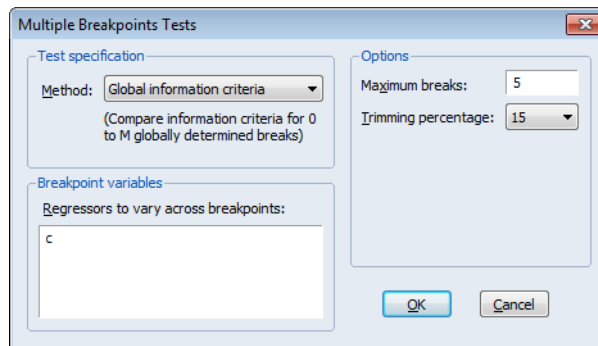 Multiple Breakpoints Tests
Test specification
Method: Global information criteria
(Compare information criteria for 0
to M globally determined breaks)
Breakpoint variables
Regressors to vary across breakpoints:
c
Options
Maximum breaks: 5
Trimming percentage: 15
OK Cancel